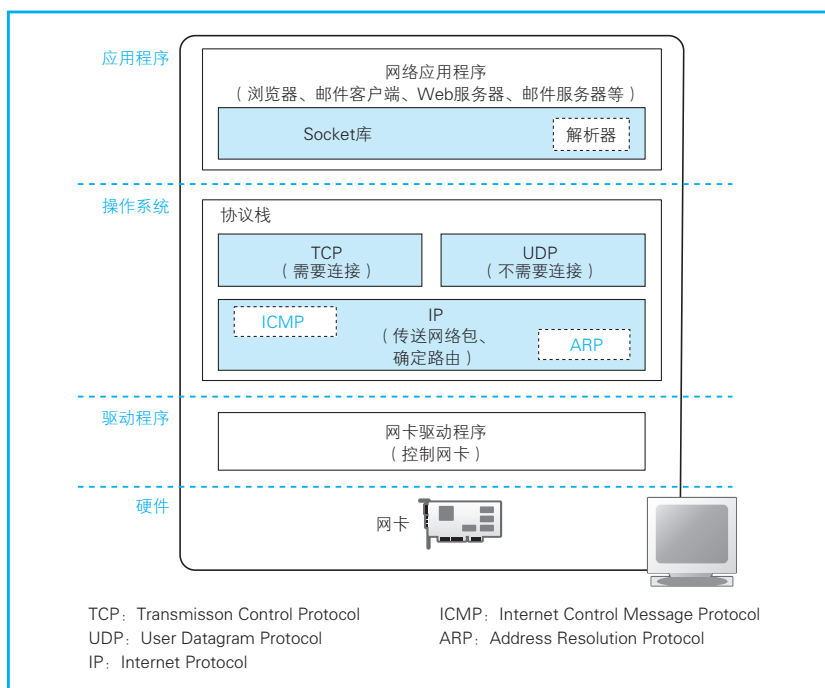 应用程序
网络应用程序
（浏览器、邮件客户端、Web服务器、邮件服务器等）
Socket库
解析器
操作系统
协议栈
TCP
（需要连接）
UDP
（不需要连接）
ICMP
IP
（传送网络包、
确定路由）
ARP
驱动程序
网卡驱动程序
（控制网卡）
硬件
网卡
TCP：Transmisson Control Protocol
UDP：User Datagram Protocol
IP：Internet Protocol
ICMP：Internet Control Message Protocol
ARP：Address Resolution Protocol